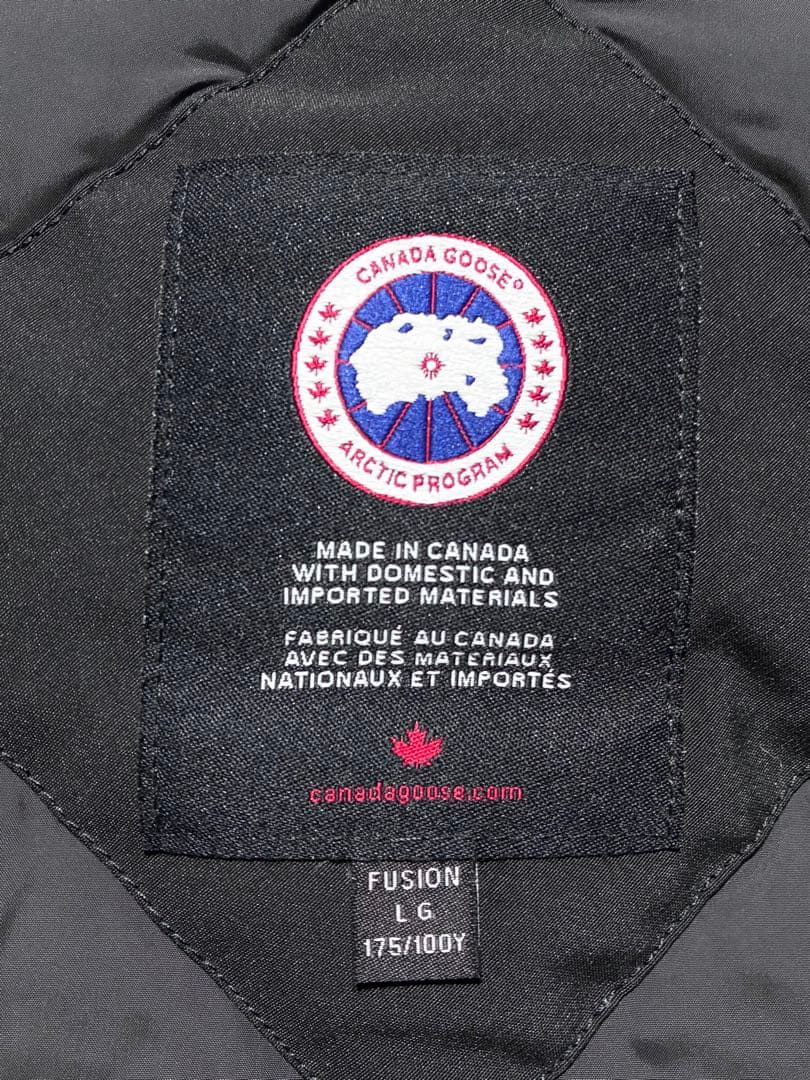 CANADA GOOSE®
ARCTIC PROGRAM
MADE IN CANADA
WITH DOMESTIC AND
IMPORTED MATERIALS
FABRIQUÉ AU CANADA
AVEC DES MATERIAUX
NATIONAUX ET IMPORTÉS
canadagoose.com
FUSION
LG
175/100Y